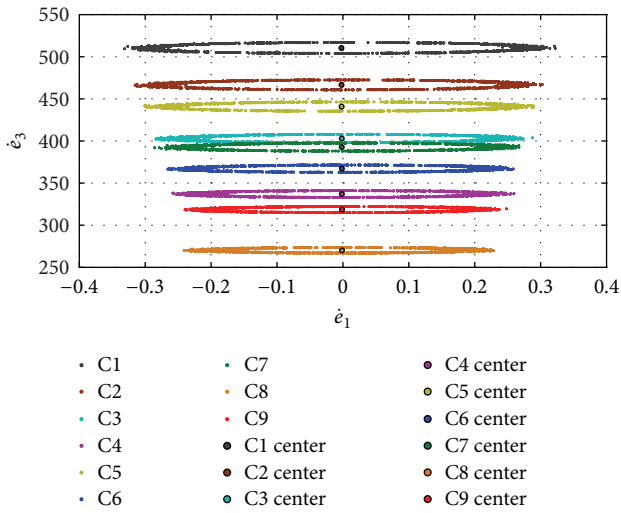 550
500
450
400
350
300
250
ė3
−0.4
−0.3
−0.2
−0.1
0
0.1
0.2
0.3
0.4
ė1
C1
C2
C3
C4
C5
C6
C7
C8
C9
C1 center
C2 center
C3 center
C4 center
C5 center
C6 center
C7 center
C8 center
C9 center